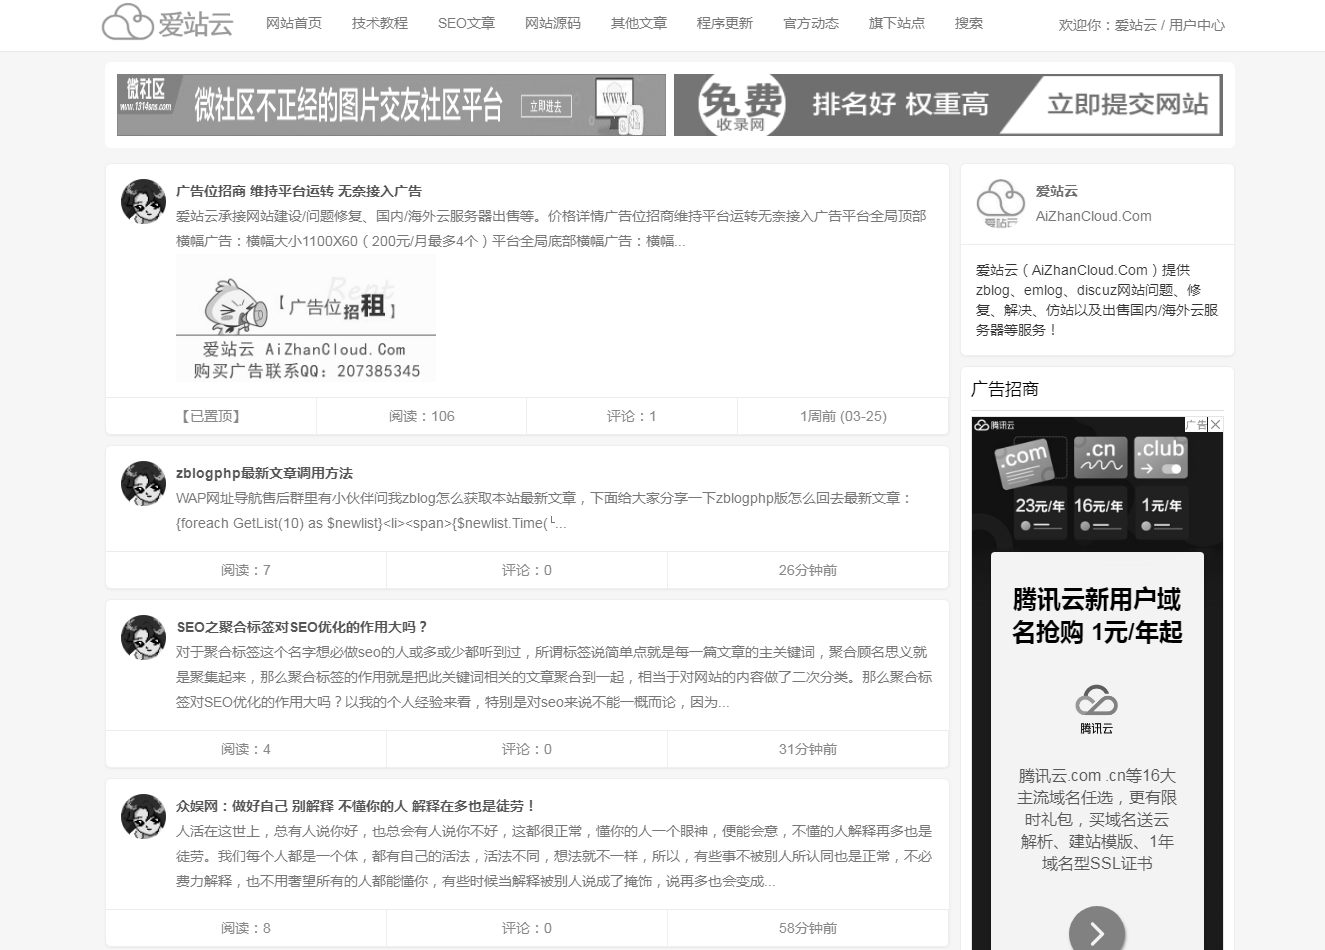 爱站云
网站首页 技术教程 SEO文章 网站源码 其他文章 程序更新 官方动态 旗下站点 搜索
欢迎你：爱站云 / 用户中心
微社区
www.1314sns.com
微社区不正经的图片交友社区平台
立即进去
WWW.
免费
收录网
排名好 权重高
立即提交网站
广告位招商 维持平台运转 无奈接入广告
爱站云承接网站建设/问题修复、国内/海外云服务器出售等。价格详情广告位招商维持平台运转无奈接入广告平台全局顶部
横幅广告：横幅大小1100X60（200元/月最多4个）平台全局底部横幅广告：横幅...
Rent
【广告位招租】
爱站云 AiZhanCloud.Com
购买广告联系QQ: 207385345
【已置顶】 阅读：106 评论：1 1周前 (03-25)
zblogphp最新文章调用方法
WAP网址导航售后群里有小伙伴问我zblog怎么获取本站最新文章，下面给大家分享一下zblogphp版怎么回去最新文章：
{foreach GetList(10) as $newlist}<li><span>{$newlist.Time(└...
阅读：7 评论：0 26分钟前
SEO之聚合标签对SEO优化的作用大吗？
对于聚合标签这个名字想必做seo的人或多或少都听到过，所谓标签说简单点就是每一篇文章的主关键词，聚合顾名思义就
是聚集起来，那么聚合标签的作用就是把此关键词相关的文章聚合到一起，相当于对网站的内容做了二次分类。那么聚合标
签对SEO优化的作用大吗？以我的个人经验来看，特别是对seo来说不能一概而论，因为...
阅读：4 评论：0 31分钟前
众娱网：做好自己 别解释 不懂你的人 解释在多也是徒劳！
人活在这世上，总有人说你好，也总会有人说你不好，这都很正常，懂你的人一个眼神，便能会意，不懂的人解释再多也是
徒劳。我们每个人都是一个体，都有自己的活法，活法不同，想法就不一样，所以，有些事不被别人所认同也是正常，不必
费力解释，也不用奢望所有的人都能懂你，有些时候当解释被别人说成了掩饰，说再多也会变成...
阅读：8 评论：0 58分钟前
爱站云
爱站云
AiZhanCloud.Com
爱站云（AiZhanCloud.Com）提供
zblog、emlog、discuz网站问题、修
复、解决、仿站以及出售国内/海外云服
务器等服务！
广告招商
腾讯云
广告
.com .cn .club
23元/年 16元/年 1元/年
腾讯云新用户域
名抢购 1元/年起
腾讯云
腾讯云.com .cn等16大
主流域名任选，更有限
时礼包，买域名送云
解析、建站模版、1年
域名型SSL证书